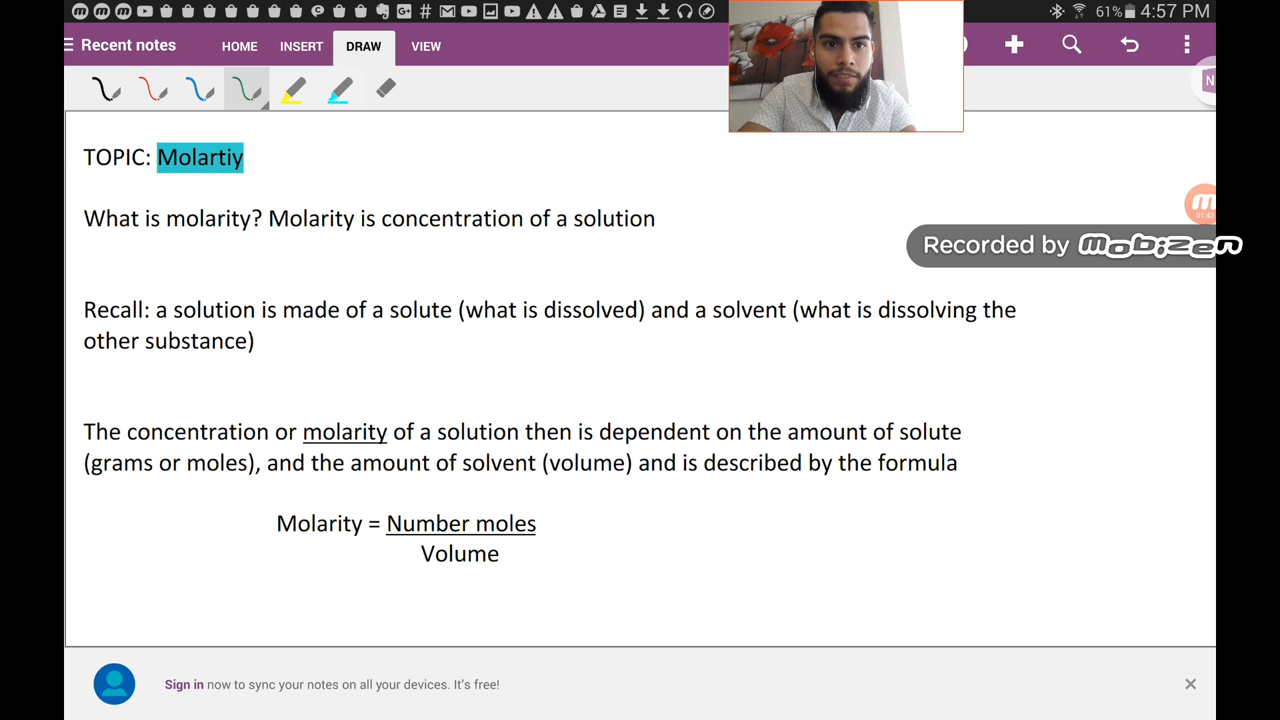 61% 4:57 PM
Recent notes HOME INSERT DRAW VIEW
N
TOPIC: Molartiy
What is molarity? Molarity is concentration of a solution
01:43
Recorded by mobizen
Recall: a solution is made of a solute (what is dissolved) and a solvent (what is dissolving the
other substance)
The concentration or molarity of a solution then is dependent on the amount of solute
(grams or moles), and the amount of solvent (volume) and is described by the formula
Molarity = Number moles
Volume
Sign in now to sync your notes on all your devices. It's free!